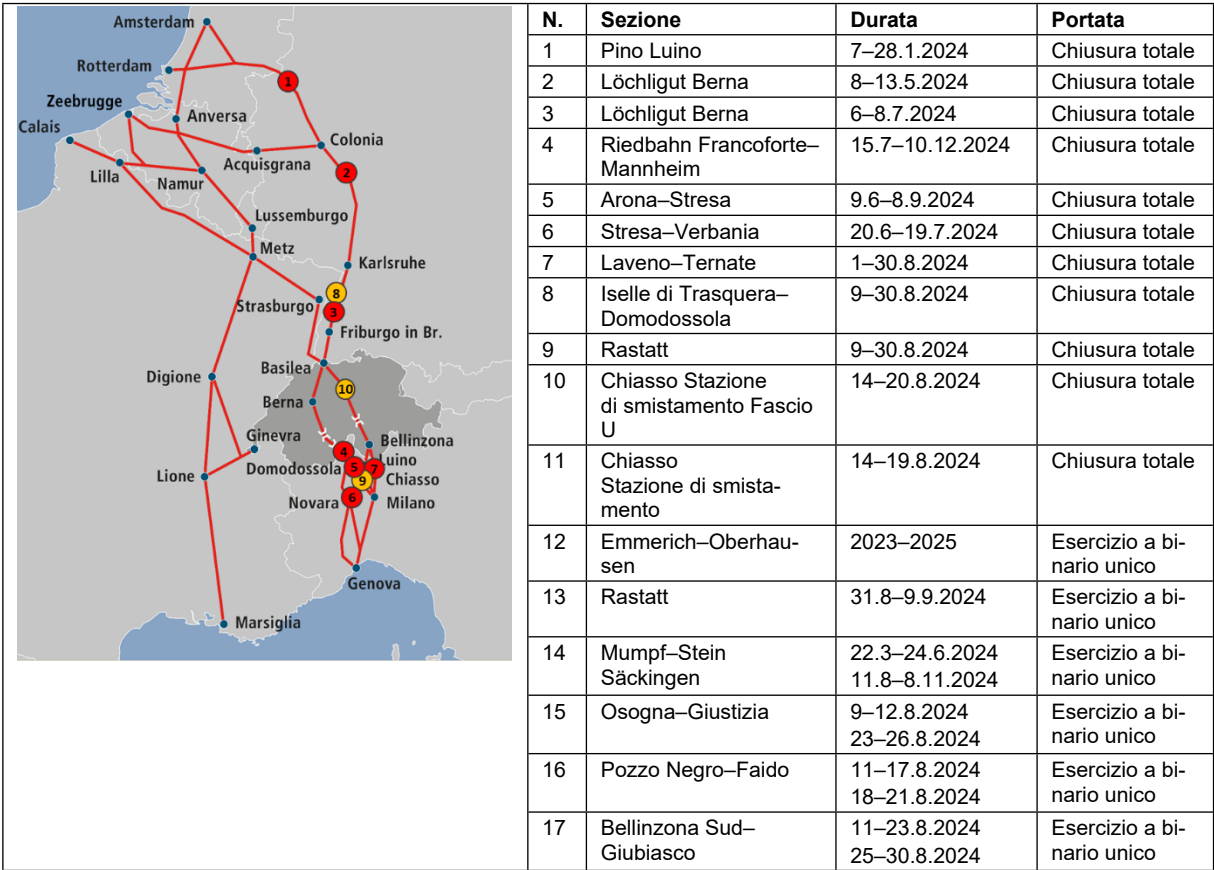 Amsterdam
Rotterdam
1
Zeebrugge
Anversa
Calais
Colonia
Acquisgrana
2
Lilla
Namur
Lussemburgo
Metz
Karlsruhe
8
Strasburgo
3
Friburgo in Br.
Basilea
Digione
10
Berna
Ginevra
Bellinzona
4
Luino
Domodossola
5
7
Lione
9
Chiasso
6
Novara
Milano
Genova
Marsiglia
N. Sezione Durata Portata
1 Pino Luino 7–28.1.2024 Chiusura totale
2 Löchligut Berna 8–13.5.2024 Chiusura totale
3 Löchligut Berna 6–8.7.2024 Chiusura totale
4 Riedbahn Francoforte– 15.7–10.12.2024 Chiusura totale
Mannheim
5 Arona–Stresa 9.6–8.9.2024 Chiusura totale
6 Stresa–Verbania 20.6–19.7.2024 Chiusura totale
7 Laveno–Ternate 1–30.8.2024 Chiusura totale
8 Iselle di Trasquera– 9–30.8.2024 Chiusura totale
Domodossola
9 Rastatt 9–30.8.2024 Chiusura totale
10 Chiasso Stazione 14–20.8.2024 Chiusura totale
di smistamento Fascio
U
11 Chiasso 14–19.8.2024 Chiusura totale
Stazione di smista-
mento
12 Emmerich–Oberhau- 2023–2025 Esercizio a bi-
sen nario unico
13 Rastatt 31.8–9.9.2024 Esercizio a bi-
nario unico
14 Mumpf–Stein 22.3–24.6.2024 Esercizio a bi-
Säckingen 11.8–8.11.2024 nario unico
15 Osogna–Giustizia 9–12.8.2024 Esercizio a bi-
23–26.8.2024 nario unico
16 Pozzo Negro–Faido 11–17.8.2024 Esercizio a bi-
18–21.8.2024 nario unico
17 Bellinzona Sud– 11–23.8.2024 Esercizio a bi-
Giubiasco 25–30.8.2024 nario unico